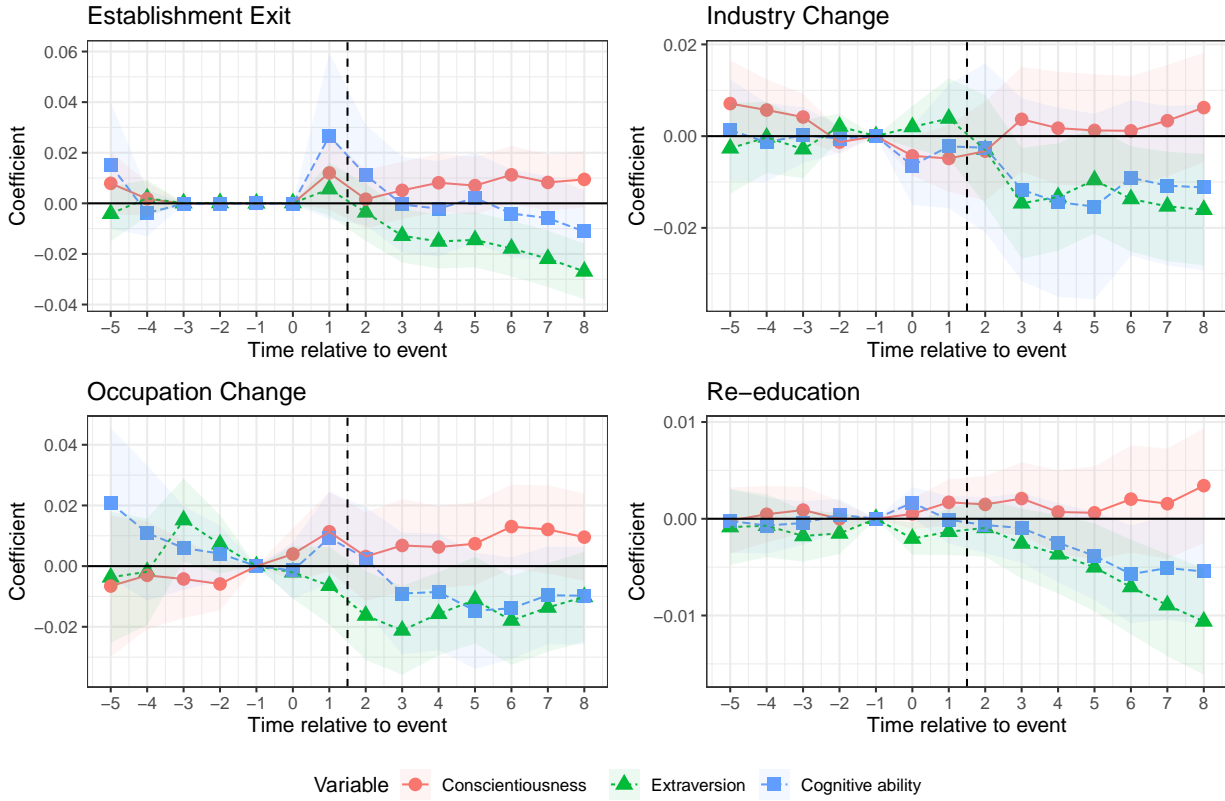 Establishment Exit
0.06
0.04
0.02
0.00
−0.02
−0.04
Coefficient
−5 −4 −3 −2 −1 0 1 2 3 4 5 6 7 8
Time relative to event
Industry Change
0.02
0.00
−0.02
Coefficient
−5 −4 −3 −2 −1 0 1 2 3 4 5 6 7 8
Time relative to event
Occupation Change
0.04
0.02
0.00
−0.02
Coefficient
−5 −4 −3 −2 −1 0 1 2 3 4 5 6 7 8
Time relative to event
Re−education
0.01
0.00
−0.01
Coefficient
−5 −4 −3 −2 −1 0 1 2 3 4 5 6 7 8
Time relative to event
Variable Conscientiousness Extraversion Cognitive ability